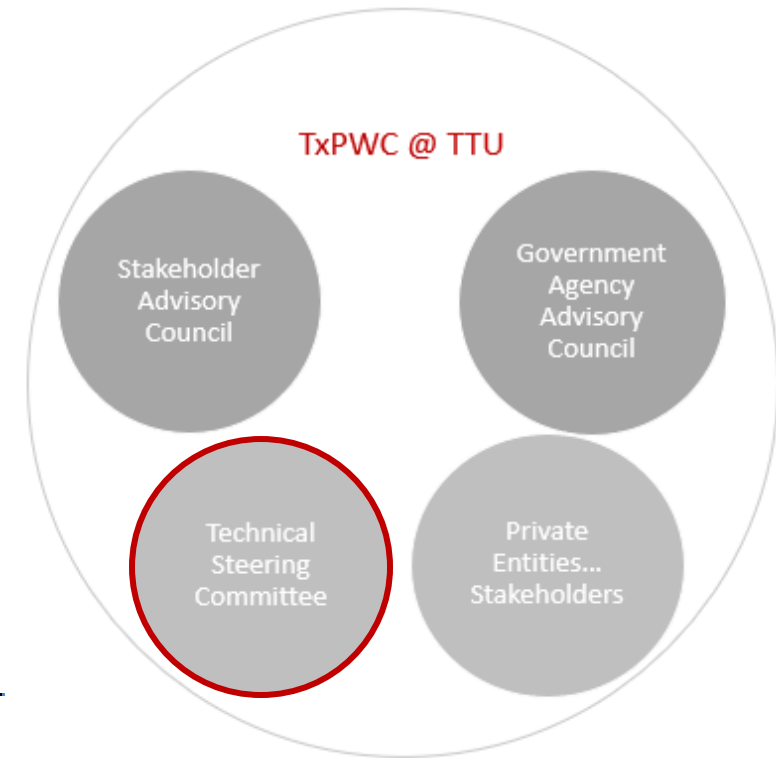 TxPWC @ TTU
Stakeholder
Advisory
Council
Government
Agency
Advisory
Council
Technical
Steering
Committee
Private
Entities...
Stakeholders